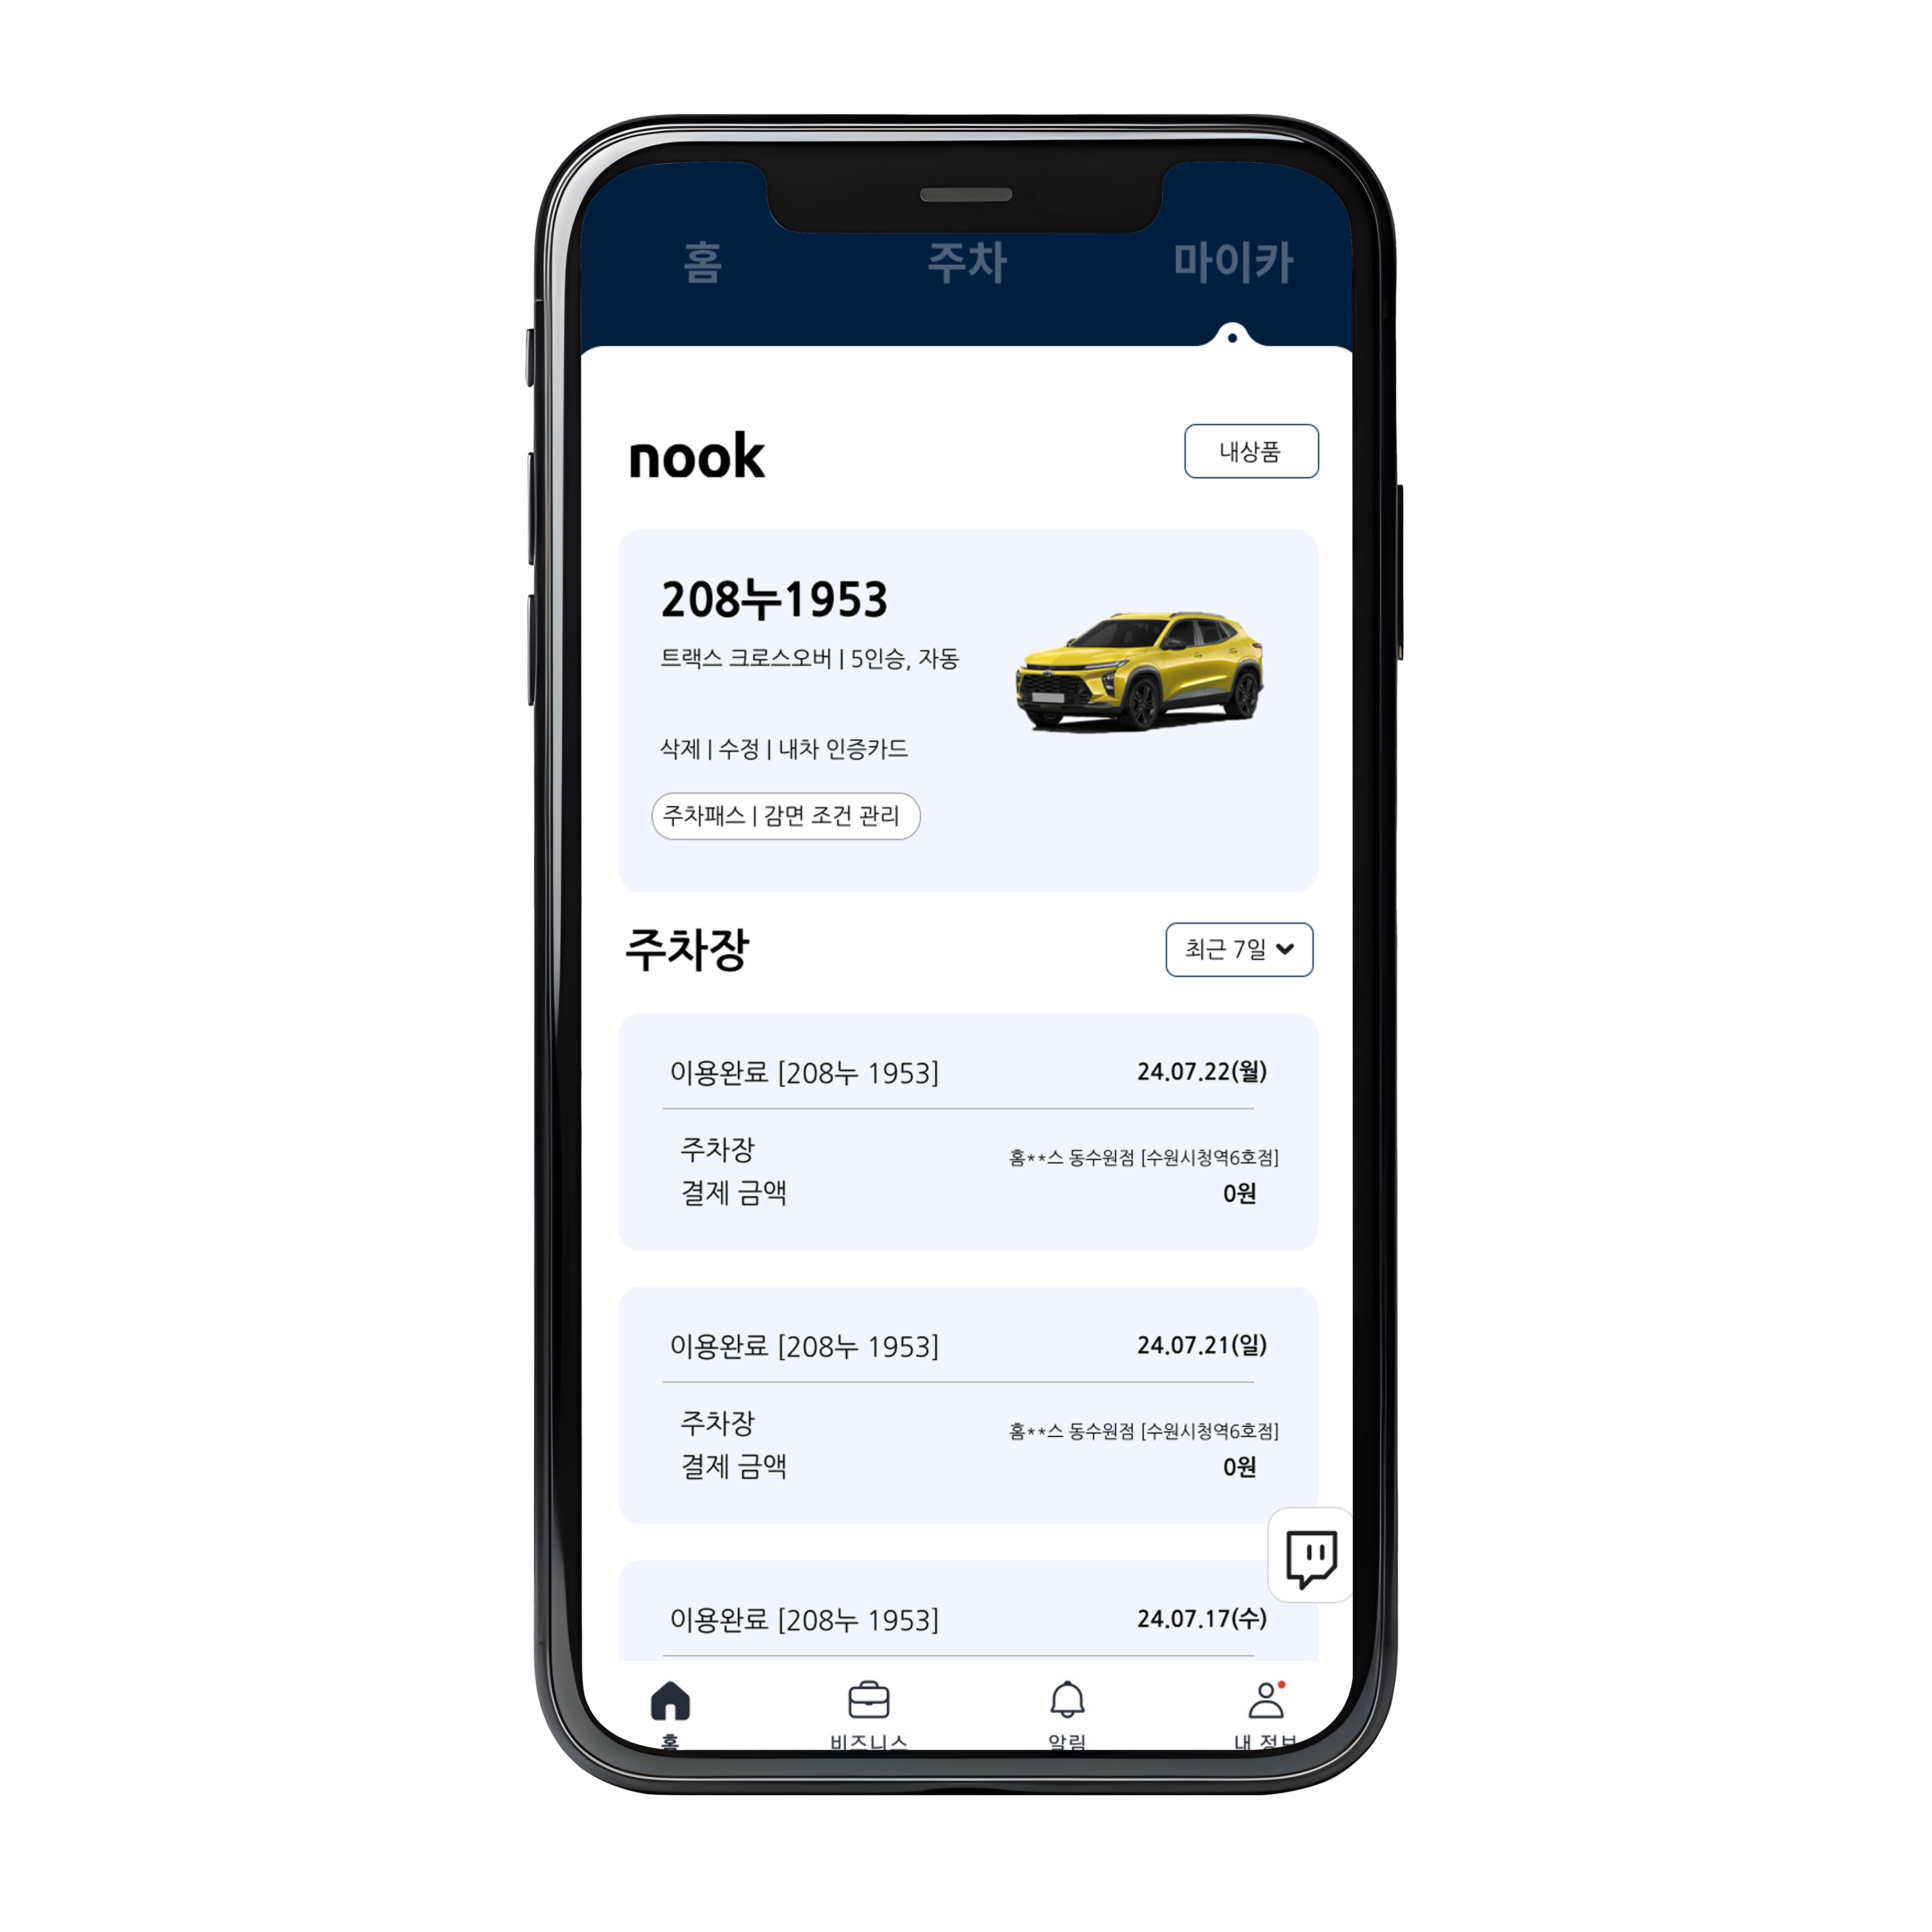 홈 주차 마이카
nook 내상품
208누1953
트랙스 크로스오버 | 5인승, 자동
삭제 | 수정 | 내차 인증카드
주차패스 | 감면 조건 관리
주차장 최근 7일
이용완료 [208누 1953] 24.07.22(월)
주차장 홈**스 동수원점 [수원시청역6호점]
결제 금액 0원
이용완료 [208누 1953] 24.07.21(일)
주차장 홈**스 동수원점 [수원시청역6호점]
결제 금액 0원
이용완료 [208누 1953] 24.07.17(수)
홈 비즈니스 알림 내 정보